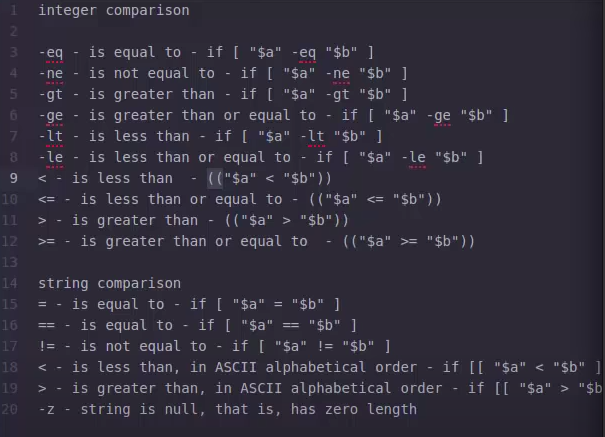 1 integer comparison
2
3 -eq - is equal to - if [ "$a" -eq "$b" ]
4 -ne - is not equal to - if [ "$a" -ne "$b" ]
5 -gt - is greater than - if [ "$a" -gt "$b" ]
6 -ge - is greater than or equal to - if [ "$a" -ge "$b" ]
7 -lt - is less than - if [ "$a" -lt "$b" ]
8 -le - is less than or equal to - if [ "$a" -le "$b" ]
9 < - is less than  - (("$a" < "$b"))
10 <= - is less than or equal to - (("$a" <= "$b"))
11 > - is greater than - (("$a" > "$b"))
12 >= - is greater than or equal to  - (("$a" >= "$b"))
13
14 string comparison
15 = - is equal to - if [ "$a" = "$b" ]
16 == - is equal to - if [ "$a" == "$b" ]
17 != - is not equal to - if [ "$a" != "$b" ]
18 < - is less than, in ASCII alphabetical order - if [[ "$a" < "$b" ]
19 > - is greater than, in ASCII alphabetical order - if [[ "$a" > "$b
20 -z - string is null, that is, has zero length